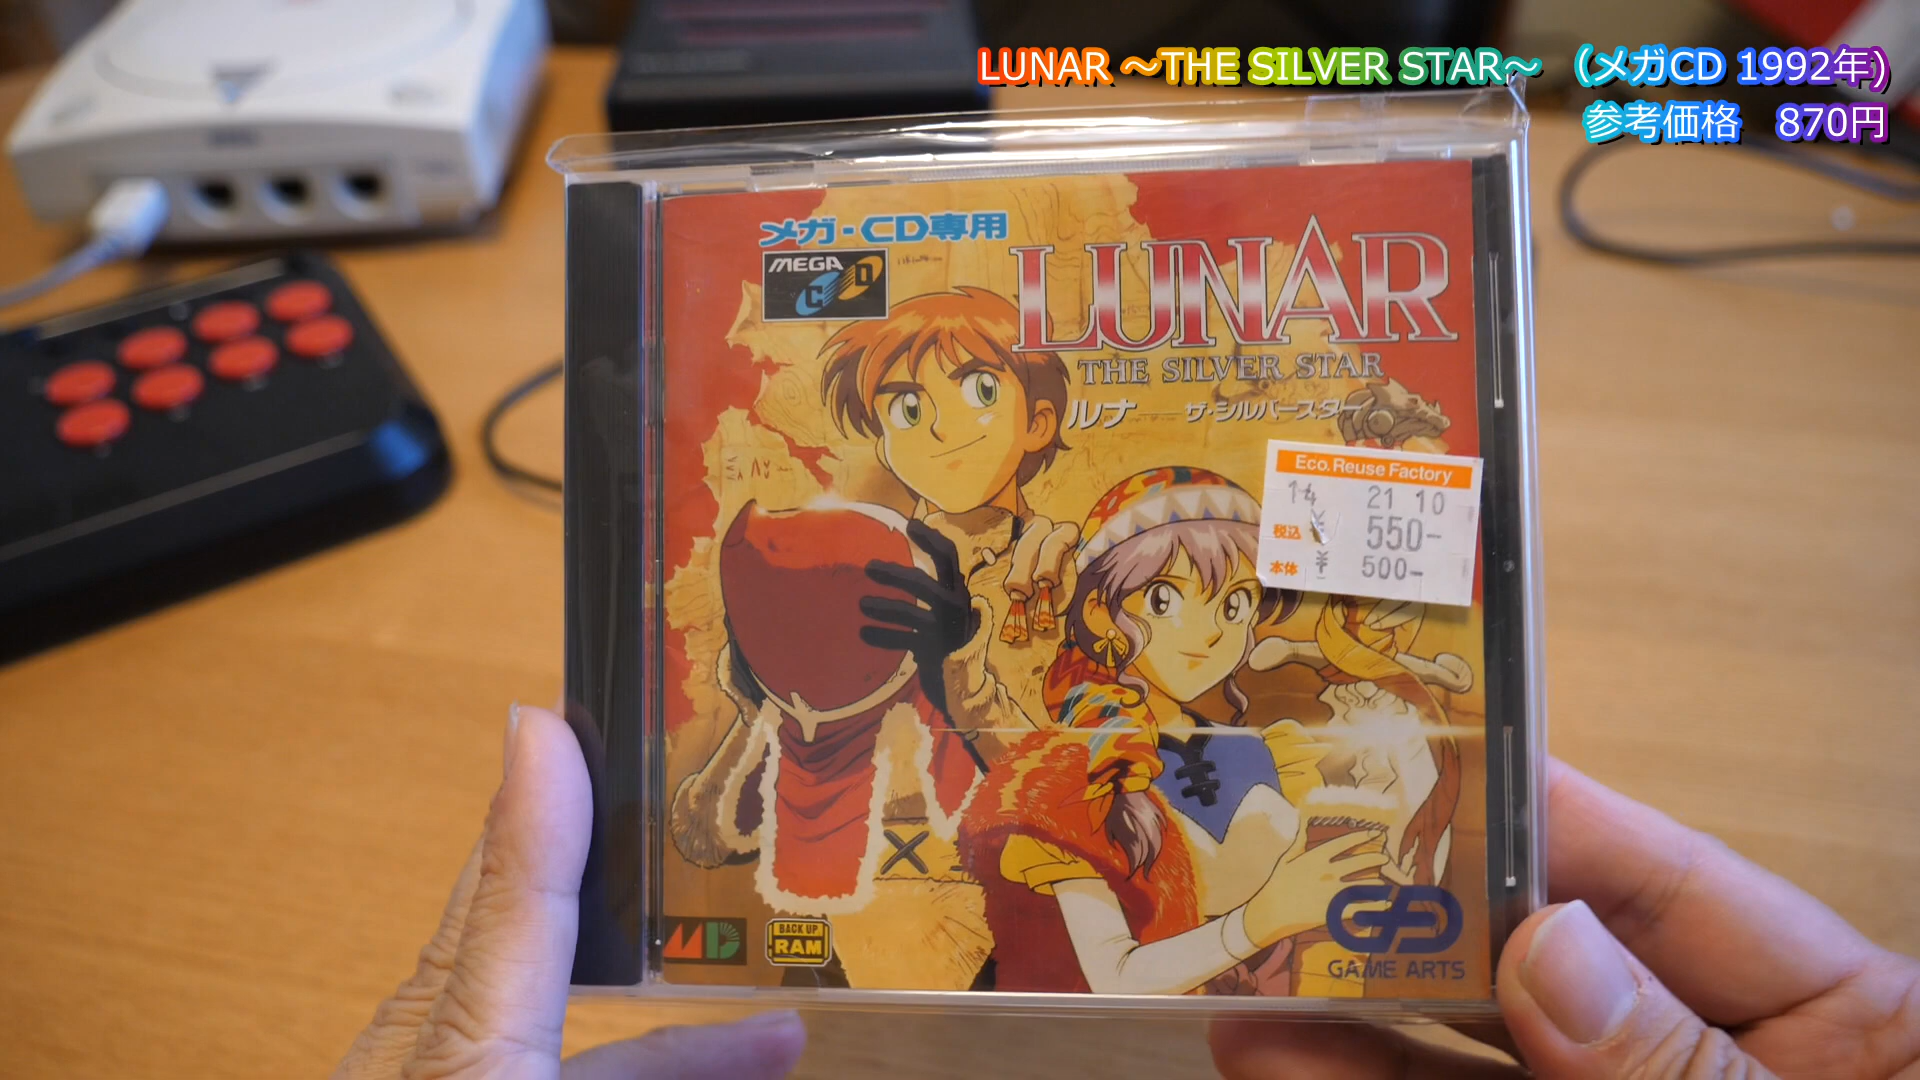 LUNAR ～THE SILVER STAR～ （メガCD 1992年)
参考価格　870円
メガ-CD専用
MEGA
CD
LUNAR
THE SILVER STAR
ルナ ザ・シルバースター
Eco. Reuse Factory
14 21 10
税込 ¥ 550-
本体 ¥ 500-
MD
BACK UP
RAM
GAME ARTS